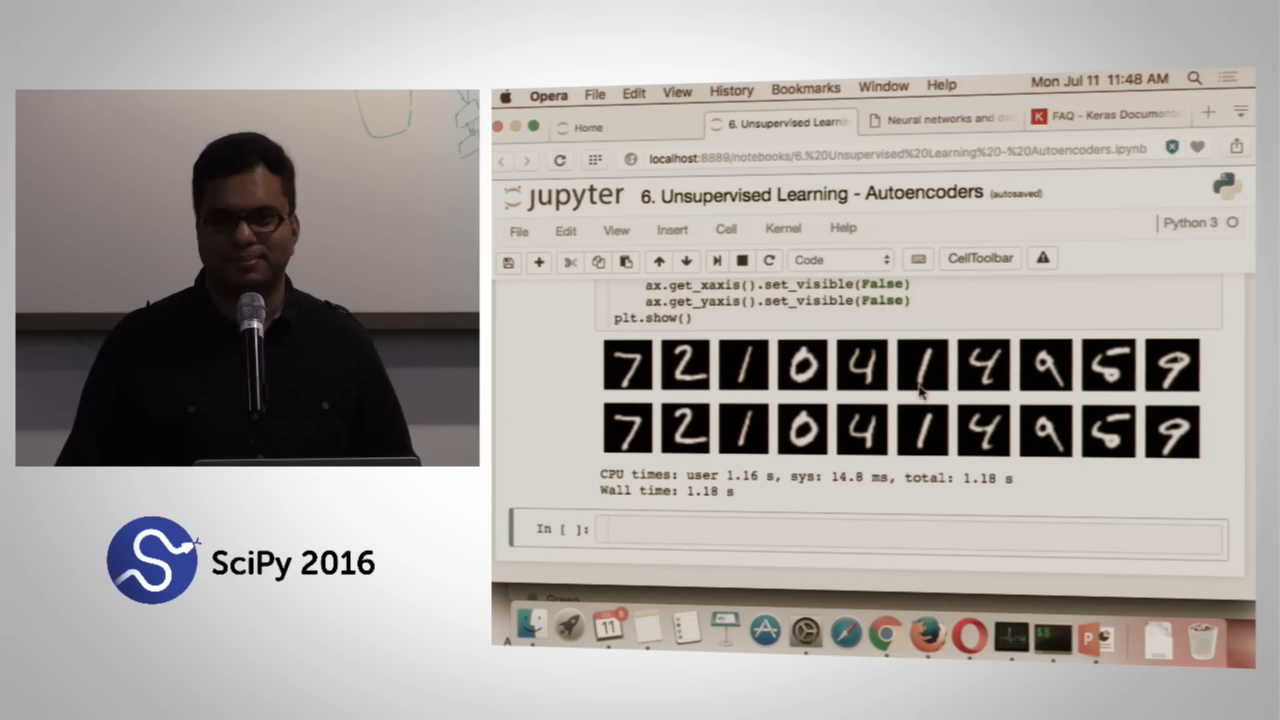 Opera File Edit View History Bookmarks Window Help Mon Jul 11 11:48 AM
Home 6. Unsupervised Learnin Neural networks and de K FAQ - Keras Documenta
localhost:8889/notebooks/6.%20Unsupervised%20Learning%20-%20Autoencoders.ipynb
jupyter 6. Unsupervised Learning - Autoencoders (autosaved)
File Edit View Insert Cell Kernel Help Python 3
Code CellToolbar
ax.get_xaxis().set_visible(False)
ax.get_yaxis().set_visible(False)
plt.show()
7 2 1 0 4 1 4 9 5 9
7 2 1 0 4 1 4 9 5 9
CPU times: user 1.16 s, sys: 14.8 ms, total: 1.18 s
Wall time: 1.18 s
In [ ]:
11
SciPy 2016